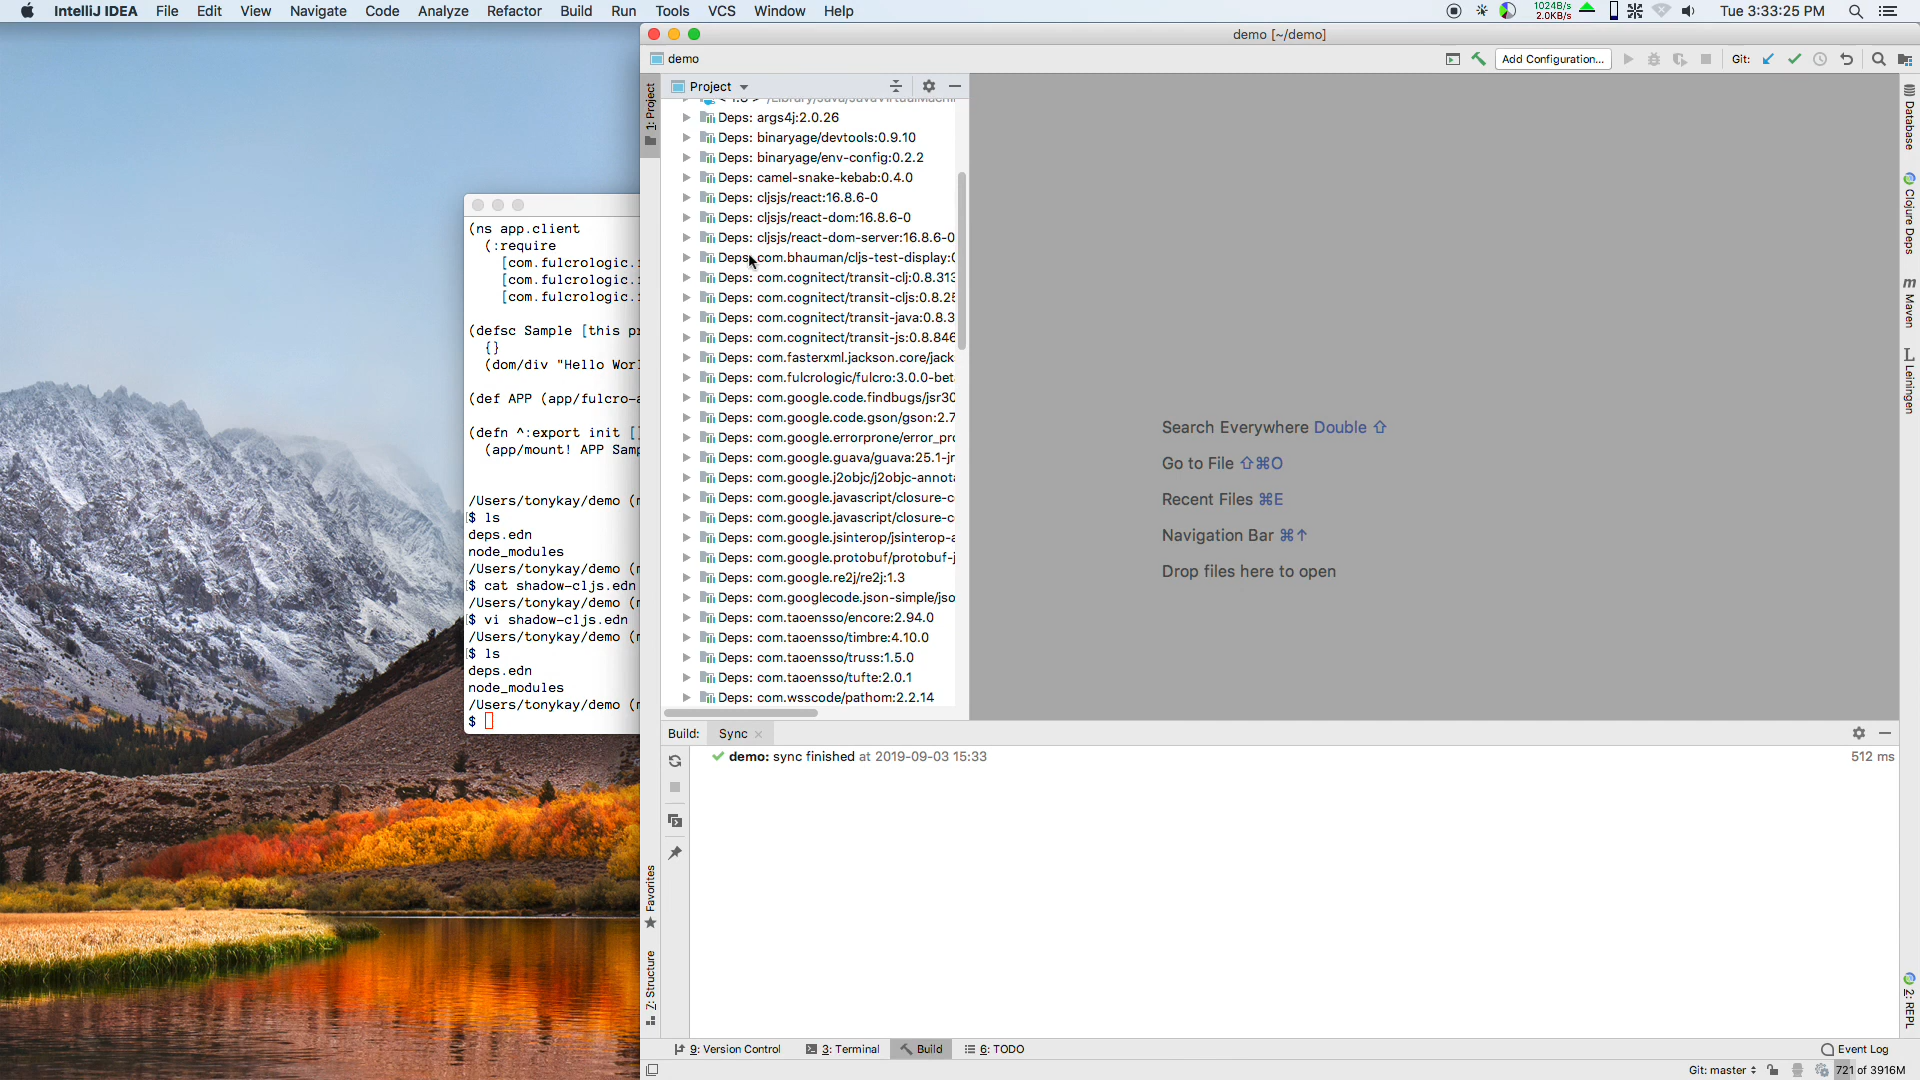 IntelliJ IDEA File Edit View Navigate Code Analyze Refactor Build Run Tools VCS Window Help
1024B/s
2.0KB/s
Tue 3:33:25 PM
demo [~/demo]
demo
Add Configuration...
Git:
Project
1: Project
Deps: args4j:2.0.26
Deps: binaryage/devtools:0.9.10
Deps: binaryage/env-config:0.2.2
Deps: camel-snake-kebab:0.4.0
Deps: cljsjs/react:16.8.6-0
Deps: cljsjs/react-dom:16.8.6-0
Deps: cljsjs/react-dom-server:16.8.6-0
Deps: com.bhauman/cljs-test-display:
Deps: com.cognitect/transit-clj:0.8.313
Deps: com.cognitect/transit-cljs:0.8.25
Deps: com.cognitect/transit-java:0.8.3
Deps: com.cognitect/transit-js:0.8.846
Deps: com.fasterxml.jackson.core/jack
Deps: com.fulcrologic/fulcro:3.0.0-bet
Deps: com.google.code.findbugs/jsr30
Deps: com.google.code.gson/gson:2.7
Deps: com.google.errorprone/error_pr
Deps: com.google.guava/guava:25.1-jr
Deps: com.google.j2objc/j2objc-annot
Deps: com.google.javascript/closure-c
Deps: com.google.javascript/closure-c
Deps: com.google.jsinterop/jsinterop-a
Deps: com.google.protobuf/protobuf-j
Deps: com.google.re2j/re2j:1.3
Deps: com.googlecode.json-simple/jso
Deps: com.taoensso/encore:2.94.0
Deps: com.taoensso/timbre:4.10.0
Deps: com.taoensso/truss:1.5.0
Deps: com.taoensso/tufte:2.0.1
Deps: com.wsscode/pathom:2.2.14
(ns app.client
(:require
[com.fulcrologic.
[com.fulcrologic.
[com.fulcrologic.
(defsc Sample [this p
{}
(dom/div "Hello Wor
(def APP (app/fulcro-
(defn ^:export init [
(app/mount! APP Sam
/Users/tonykay/demo (
$ ls
deps.edn
node_modules
/Users/tonykay/demo (
$ cat shadow-cljs.edn
/Users/tonykay/demo (
$ vi shadow-cljs.edn
/Users/tonykay/demo (
$ ls
deps.edn
node_modules
/Users/tonykay/demo (
$
Search Everywhere Double ⇧
Go to File ⇧⌘O
Recent Files ⌘E
Navigation Bar ⌘↑
Drop files here to open
Database
Clojure Deps
Maven
Leiningen
2: REPL
Build: Sync
demo: sync finished at 2019-09-03 15:33
512 ms
Favorites
7: Structure
9: Version Control 3: Terminal Build 6: TODO
Event Log
Git: master
721 of 3916M